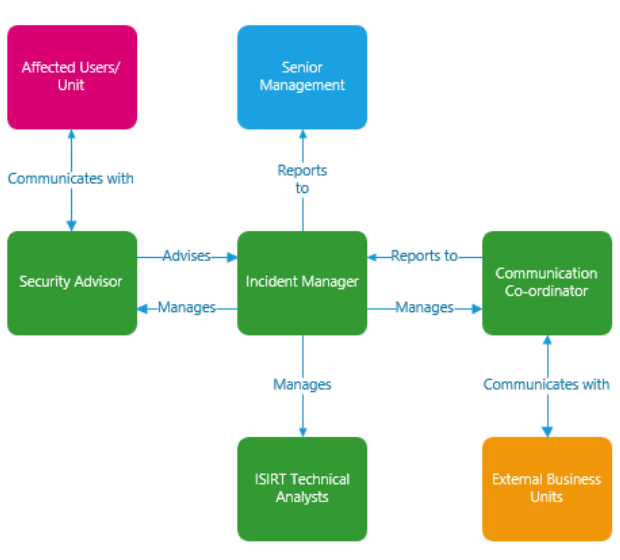 Affected Users/
Unit
Senior
Management
Communicates with
Reports
to
Security Advisor
Advises
Manages
Incident Manager
Reports to
Manages
Communication
Co-ordinator
Manages
Communicates with
ISIRT Technical
Analysts
External Business
Units